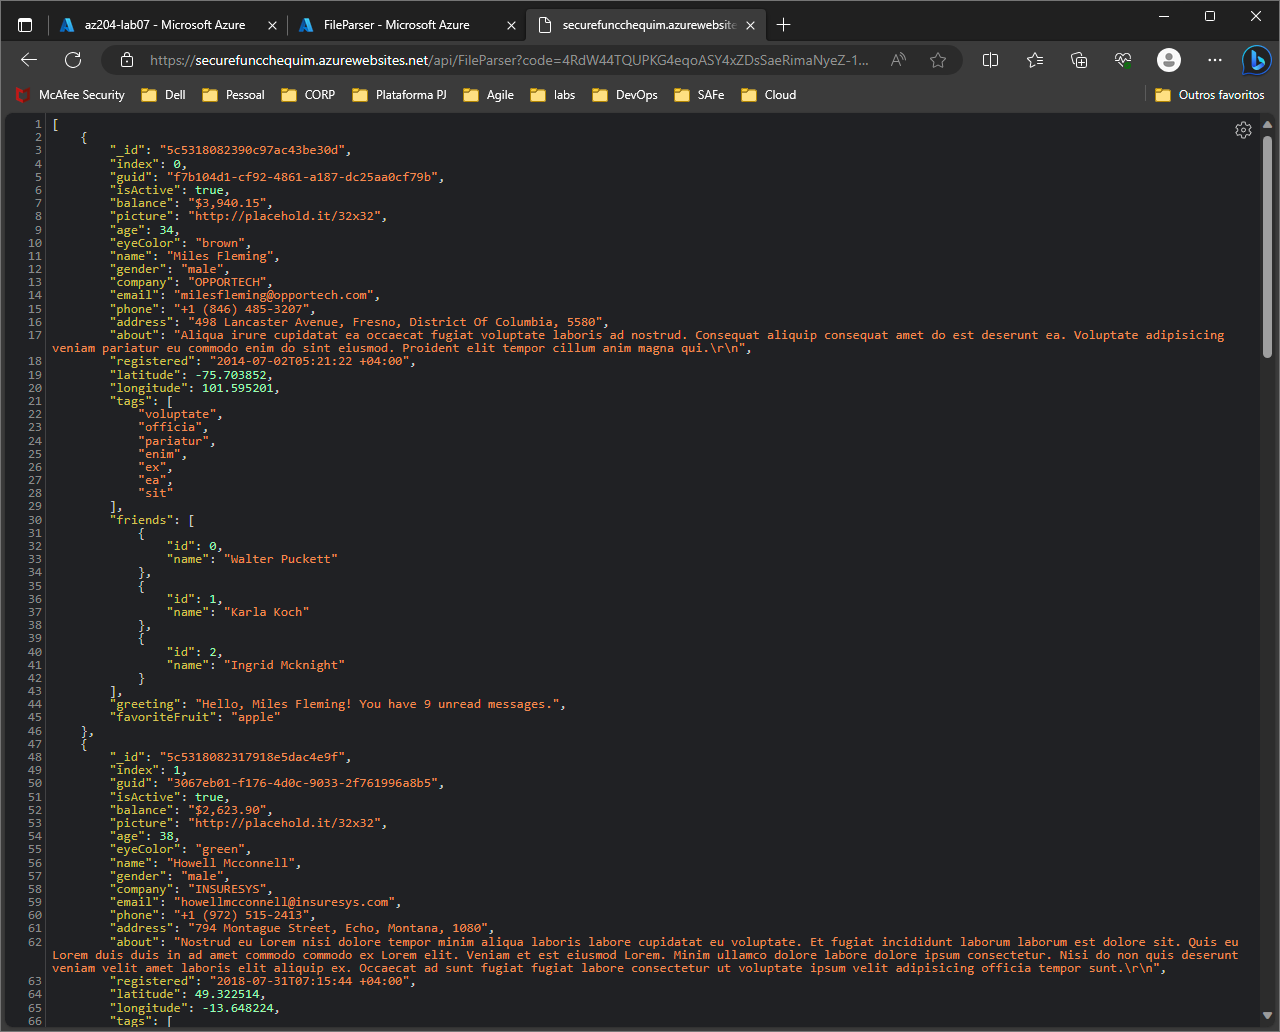 az204-lab07 - Microsoft Azure
FileParser - Microsoft Azure
securefuncchequim.azurewebsite
https://securefuncchequim.azurewebsites.net/api/FileParser?code=4RdW44TQUPKG4eqoASY4xZDsSaeRimaNyeZ-1...
McAfee Security Dell Pessoal CORP Plataforma PJ Agile labs DevOps SAFe Cloud Outros favoritos
1 [
2 {
3 "_id": "5c5318082390c97ac43be30d",
4 "index": 0,
5 "guid": "f7b104d1-cf92-4861-a187-dc25aa0cf79b",
6 "isActive": true,
7 "balance": "$3,940.15",
8 "picture": "http://placehold.it/32x32",
9 "age": 34,
10 "eyeColor": "brown",
11 "name": "Miles Fleming",
12 "gender": "male",
13 "company": "OPPORTECH",
14 "email": "milesfleming@opportech.com",
15 "phone": "+1 (846) 485-3207",
16 "address": "498 Lancaster Avenue, Fresno, District Of Columbia, 5580",
17 "about": "Aliqua irure cupidatat ea occaecat fugiat voluptate laboris ad nostrud. Consequat aliquip consequat amet do est deserunt ea. Voluptate adipisicing
veniam pariatur eu commodo enim do sint eiusmod. Proident elit tempor cillum anim magna qui.\r\n",
18 "registered": "2014-07-02T05:21:22 +04:00",
19 "latitude": -75.703852,
20 "longitude": 101.595201,
21 "tags": [
22 "voluptate",
23 "officia",
24 "pariatur",
25 "enim",
26 "ex",
27 "ea",
28 "sit"
29 ],
30 "friends": [
31 {
32 "id": 0,
33 "name": "Walter Puckett"
34 },
35 {
36 "id": 1,
37 "name": "Karla Koch"
38 },
39 {
40 "id": 2,
41 "name": "Ingrid Mcknight"
42 }
43 ],
44 "greeting": "Hello, Miles Fleming! You have 9 unread messages.",
45 "favoriteFruit": "apple"
46 },
47 {
48 "_id": "5c5318082317918e5dac4e9f",
49 "index": 1,
50 "guid": "3067eb01-f176-4d0c-9033-2f761996a8b5",
51 "isActive": true,
52 "balance": "$2,623.90",
53 "picture": "http://placehold.it/32x32",
54 "age": 38,
55 "eyeColor": "green",
56 "name": "Howell Mcconnell",
57 "gender": "male",
58 "company": "INSURESYS",
59 "email": "howellmcconnell@insuresys.com",
60 "phone": "+1 (972) 515-2413",
61 "address": "794 Montague Street, Echo, Montana, 1080",
62 "about": "Nostrud eu Lorem nisi dolore tempor minim aliqua laboris labore cupidatat eu voluptate. Et fugiat incididunt laborum laborum est dolore sit. Quis eu
Lorem duis duis in ad amet commodo commodo ex Lorem elit. Veniam et est eiusmod Lorem. Minim ullamco dolore labore dolore ipsum consectetur. Nisi do non quis deserunt
veniam velit amet laboris elit aliquip ex. Occaecat ad sunt fugiat fugiat labore consectetur ut voluptate ipsum velit adipisicing officia tempor sunt.\r\n",
63 "registered": "2018-07-31T07:15:44 +04:00",
64 "latitude": 49.322514,
65 "longitude": -13.648224,
66 "tags": [